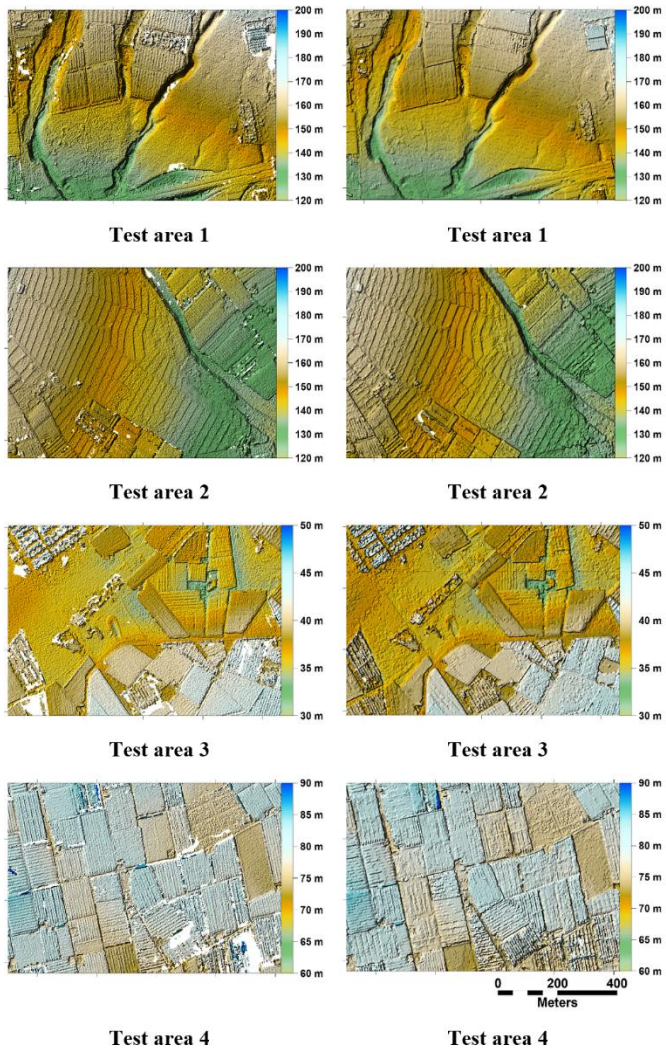 200 m 200 m
190 m 190 m
180 m 180 m
170 m 170 m
160 m 160 m
150 m 150 m
140 m 140 m
130 m 130 m
120 m 120 m
Test area 1 Test area 1
200 m 200 m
190 m 190 m
180 m 180 m
170 m 170 m
160 m 160 m
150 m 150 m
140 m 140 m
130 m 130 m
120 m 120 m
Test area 2 Test area 2
50 m 50 m
45 m 45 m
40 m 40 m
35 m 35 m
30 m 30 m
Test area 3 Test area 3
90 m 90 m
85 m 85 m
80 m 80 m
75 m 75 m
70 m 70 m
65 m 65 m
60 m 60 m
0 200 400
Meters
Test area 4 Test area 4